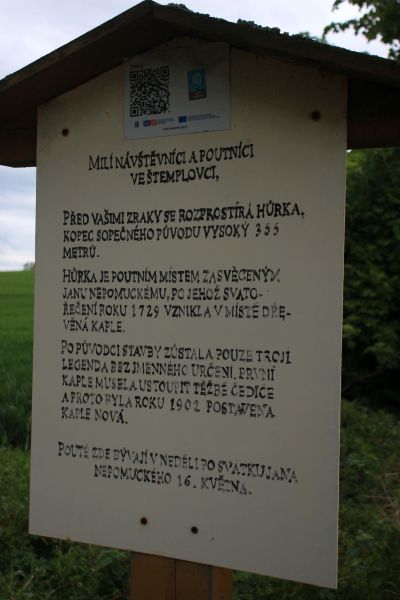 MILÍ NÁVŠTĚVNÍCI A POUTNÍCI
VE ŠTEMPLOVCI,
PŘED VAŠIMI ZRAKY SE ROZPROSTÍRÁ HŮRKA,
KOPEC SOPEČNÉHO PŮVODU VYSOKÝ 355
METRŮ.
HŮRKA JE POUTNÍM MÍSTEM ZASVĚCENÝM
JANU NEPOMUCKÉMU, PO JEHOŽ SVATO-
ŘEČENÍ ROKU 1729 VZNIKLA V MÍSTĚ DŘE-
VĚNÁ KAPLE.
PO PŮVODCI STAVBY ZŮSTALA POUZE TROJÍ
LEGENDA BEZ JMENNÉHO URČENÍ, PRVNÍ
KAPLE MUSELA USTOUPIT TĚŽBĚ ČEDIČE
A PROTO BYLA ROKU 1902 POSTAVENA
KAPLE NOVÁ.
POUTĚ ZDE BÝVAJÍ V NEDĚLI PO SVÁTKU JANA
NEPOMUCKÉHO 16. KVĚTNA.